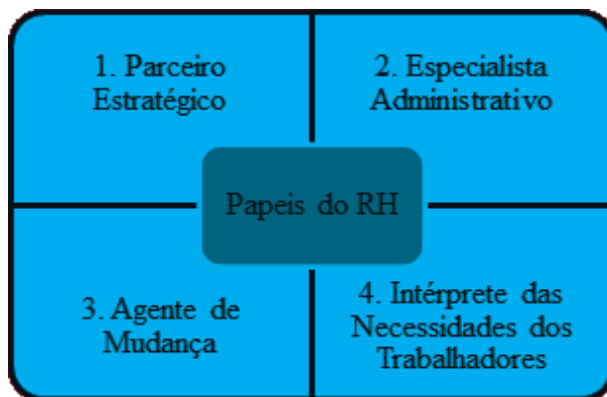 1. Parceiro
Estratégico
2. Especialista
Administrativo
Papeis do RH
3. Agente de
Mudança
4. Intérprete das
Necessidades dos
Trabalhadores